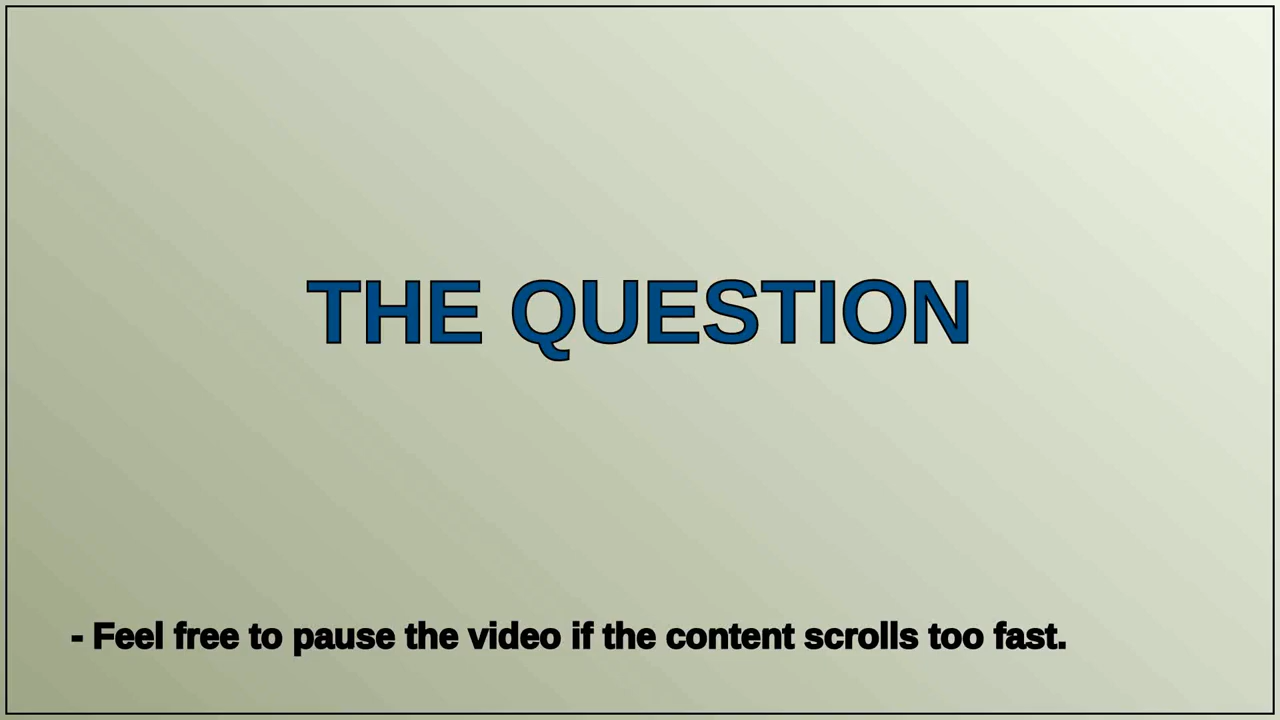 THE QUESTION
- Feel free to pause the video if the content scrolls too fast.